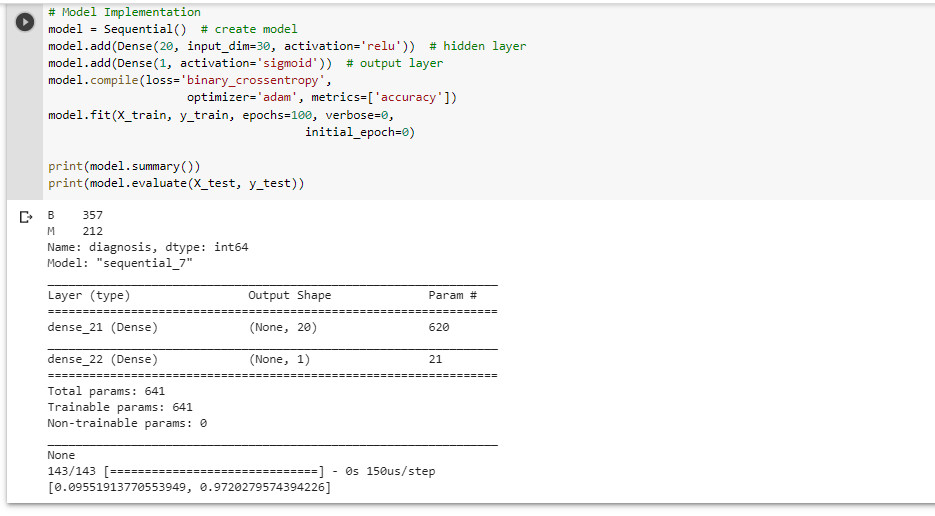 # Model Implementation
model = Sequential()  # create model
model.add(Dense(20, input_dim=30, activation='relu'))  # hidden layer
model.add(Dense(1, activation='sigmoid'))  # output layer
model.compile(loss='binary_crossentropy',
                    optimizer='adam', metrics=['accuracy'])
model.fit(X_train, y_train, epochs=100, verbose=0,
                                     initial_epoch=0)
print(model.summary())
print(model.evaluate(X_test, y_test))
B    357
M    212
Name: diagnosis, dtype: int64
Model: "sequential_7"
_________________________________________________________________
Layer (type)                 Output Shape              Param #
=================================================================
dense_21 (Dense)             (None, 20)                620
_________________________________________________________________
dense_22 (Dense)             (None, 1)                 21
=================================================================
Total params: 641
Trainable params: 641
Non-trainable params: 0
_________________________________________________________________
None
143/143 [==============================] - 0s 150us/step
[0.09551913770553949, 0.9720279574394226]